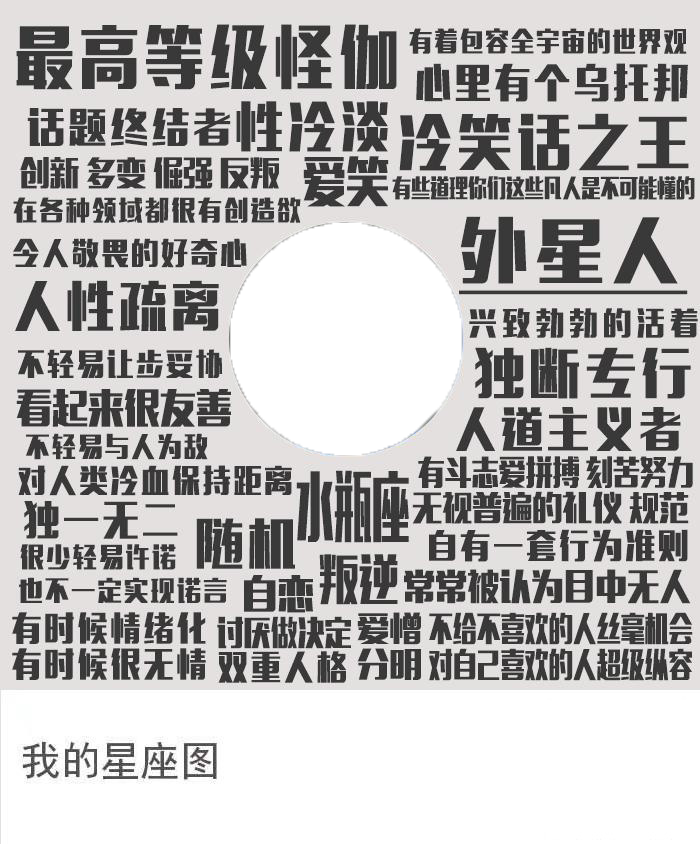 最高等级怪伽
有着包容全宇宙的世界观
心里有个乌托邦
话题终结者
性冷淡
冷笑话之王
创新 多变 倔强 反叛
爱笑
有些道理你们这些凡人是不可能懂的
在各种领域都很有创造欲
外星人
令人敬畏的好奇心
人性疏离
兴致勃勃的活着
不轻易让步妥协
独断专行
看起来很友善
人道主义者
不轻易与人为敌
有斗志爱拼搏 刻苦努力
对人类冷血保持距离
水瓶座
无视普遍的礼仪 规范
独一无二
随机
自有一套行为准则
很少轻易许诺
叛逆
也不一定实现诺言
自恋
常常被认为目中无人
有时候情绪化
讨厌做决定
爱憎
不给不喜欢的人丝毫机会
有时候很无情
双重人格
分明
对自己喜欢的人超级纵容
我的星座图